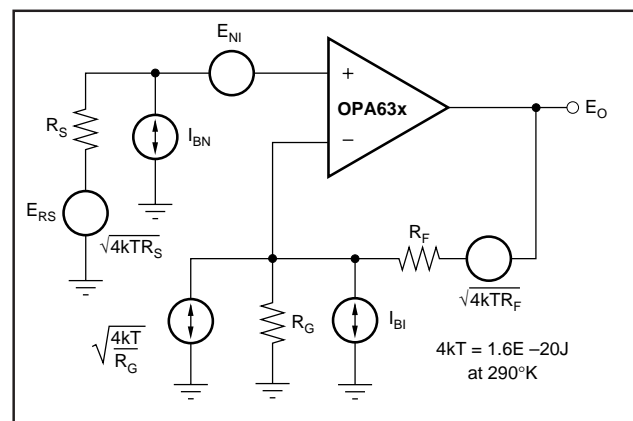 E_NI
+
OPA63x
−
E_O
R_S
I_BN
E_RS
√4kTR_S
R_F
√4kTR_F
√4kT/R_G
R_G
I_BI
4kT = 1.6E –20J
at 290°K